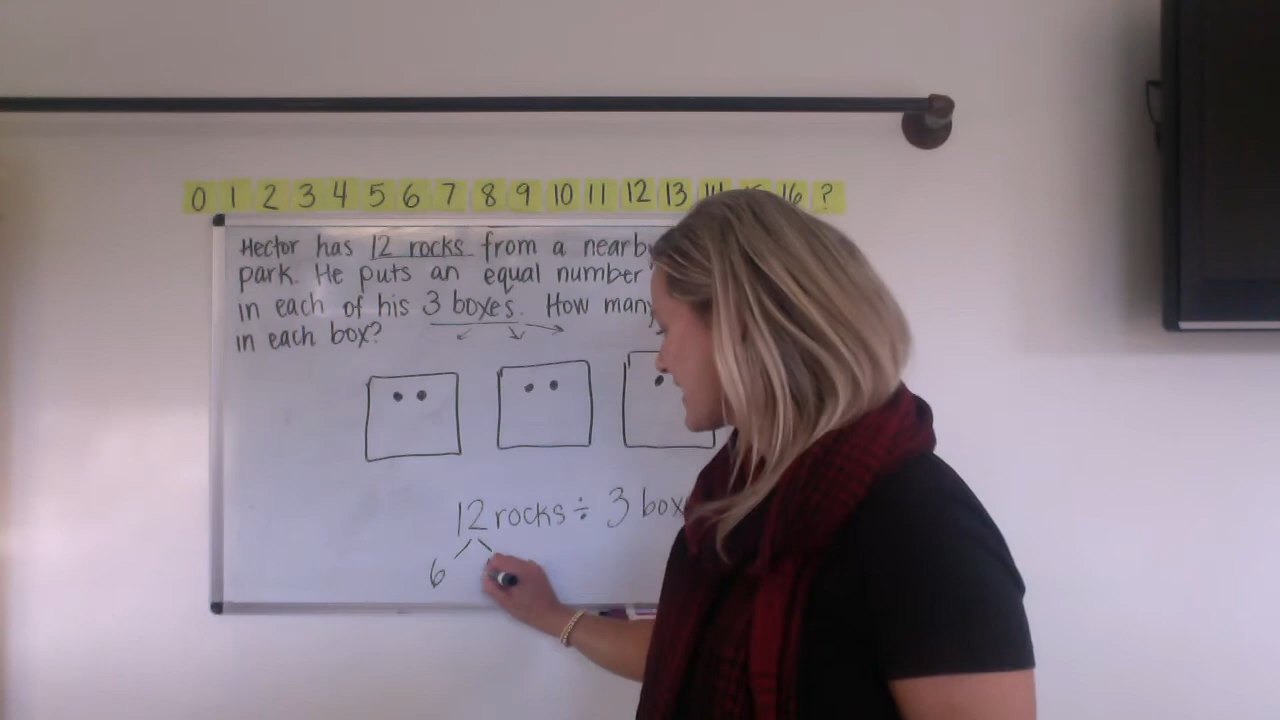 0 1 2 3 4 5 6 7 8 9 10 11 12 13 14 15 16 ?
Hector has 12 rocks from a nearby
park. He puts an equal number
in each of his 3 boxes. How many
in each box?
12 rocks ÷ 3
6